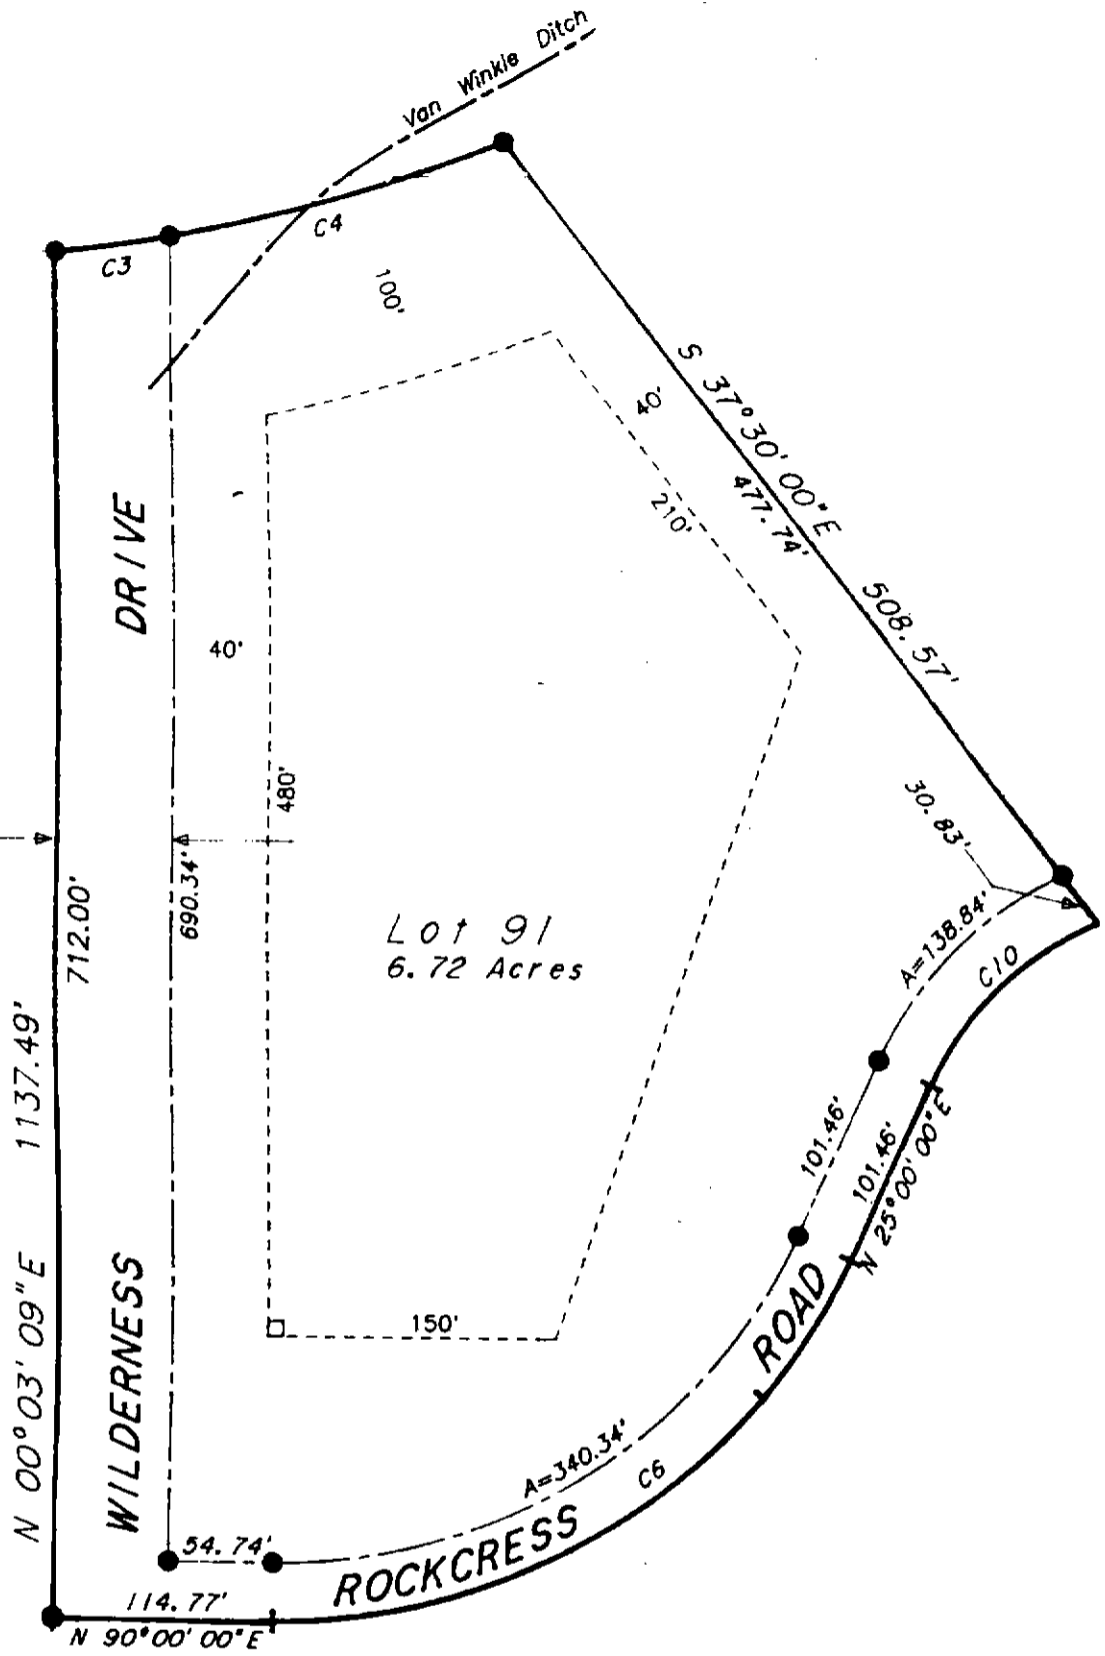 Van Winkle Ditch
C4
C3
100'
S 37°30'00"E
477.74'
508.57'
40'
210'
DRIVE
40'
480'
30.83'
690.34'
712.00'
Lot 91
6.72 Acres
A=138.84'
C10
N 00°03'09"E 1137.49'
101.46'
101.46'
N 25°00'00"E
WILDERNESS
150'
ROAD
A=340.34'
C6
ROCKCRESS
54.74'
114.77'
N 90°00'00"E